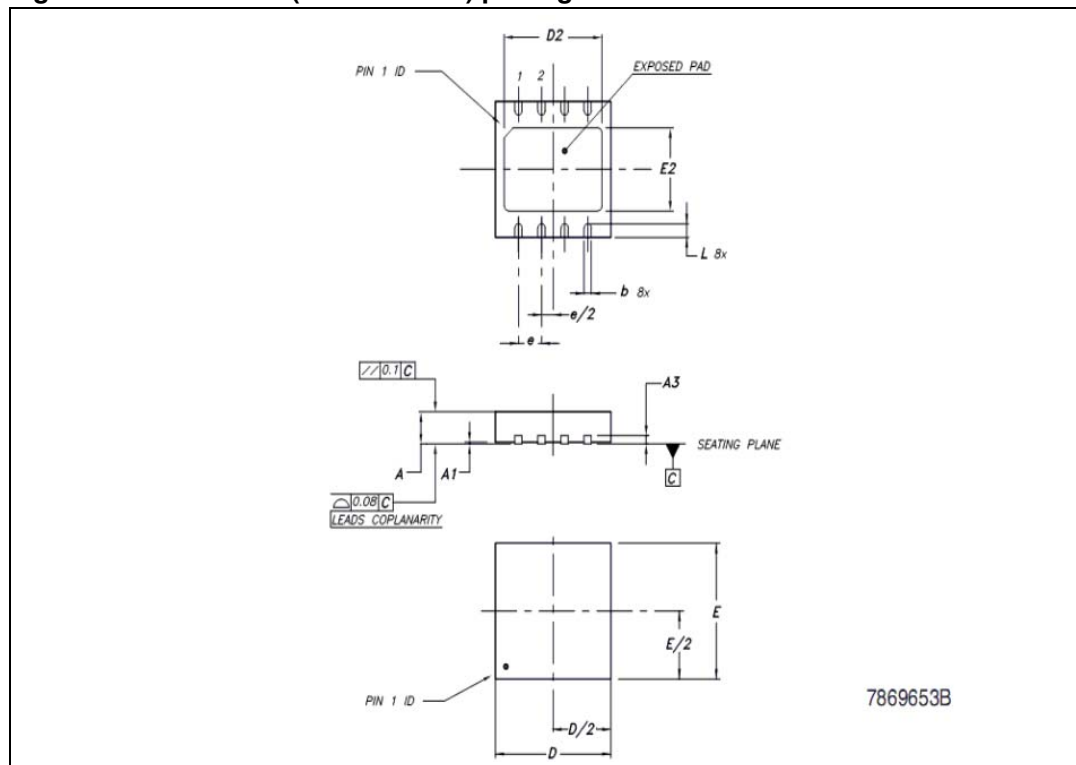 D2
PIN 1 ID
1 2
EXPOSED PAD
E2
L 8x
b 8x
e/2
e
// 0.1 C
A3
SEATING PLANE
A
A1
C
0.08 C
LEADS COPLANARITY
E
E/2
PIN 1 ID
7869653B
D/2
D